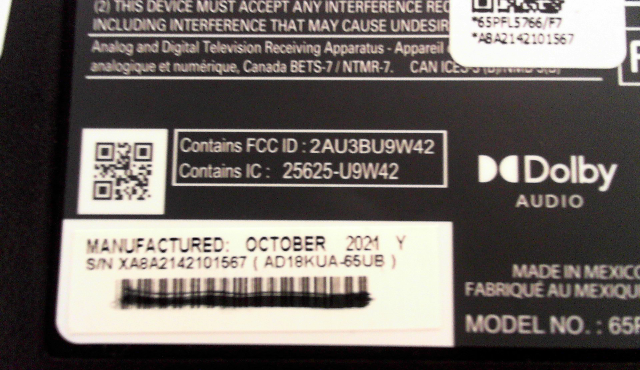 (2) THIS DEVICE MUST ACCEPT ANY INTERFERENCE REC
INCLUDING INTERFERENCE THAT MAY CAUSE UNDESIR
*65PFL5766/F7
*A8A2142101567
Analog and Digital Television Receiving Apparatus - Appareil
analogique et numérique, Canada BETS-7 / NTMR-7. CAN ICES-3 (B)/NMB-3(B)
Contains FCC ID : 2AU3BU9W42
Contains IC : 25625-U9W42
Dolby
AUDIO
MANUFACTURED: OCTOBER 2021 Y
S/N XA8A2142101567 ( AD18KUA-65UB )
MADE IN MEXICO
FABRIQUÉ AU MEXIQU
MODEL NO. : 65P